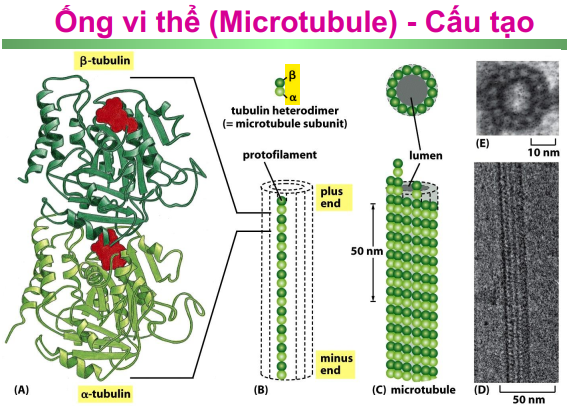 Ống vi thể (Microtubule) - Cấu tạo
β-tubulin
β
α
tubulin heterodimer
(= microtubule subunit)
protofilament
lumen
plus
end
50 nm
minus
end
(A)
α-tubulin
(B)
(C) microtubule
(E)
10 nm
(D)
50 nm